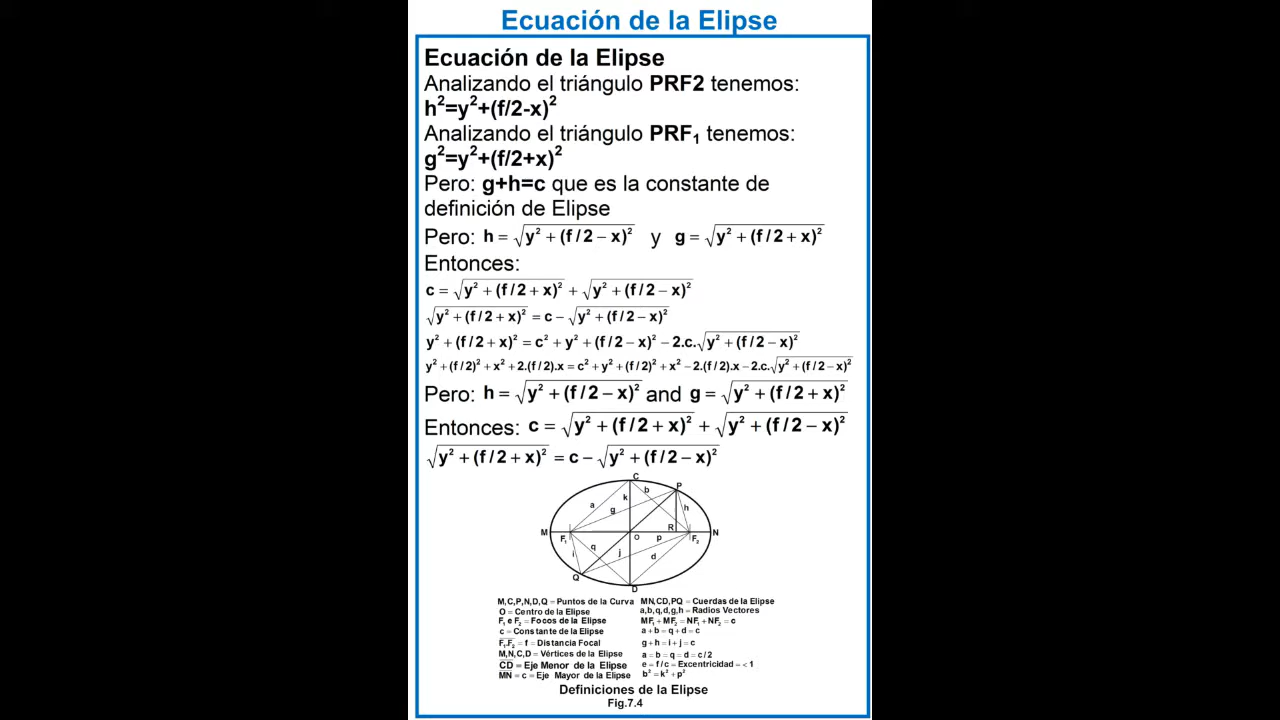 Ecuación de la Elipse
Ecuación de la Elipse
Analizando el triángulo PRF2 tenemos:
h²=y²+(f/2-x)²
Analizando el triángulo PRF₁ tenemos:
g²=y²+(f/2+x)²
Pero: g+h=c que es la constante de
definición de Elipse
Pero: h = √y² + (f / 2 − x)² y g = √y² + (f / 2 + x)²
Entonces:
c = √y² + (f / 2 + x)² + √y² + (f / 2 − x)²
√y² + (f / 2 + x)² = c − √y² + (f / 2 − x)²
y² + (f / 2 + x)² = c² + y² + (f / 2 − x)² − 2.c.√y² + (f / 2 − x)²
y² + (f / 2)² + x² + 2.(f / 2).x = c² + y² + (f / 2)² + x² − 2.(f / 2).x − 2.c.√y² + (f / 2 − x)²
Pero: h = √y² + (f / 2 − x)² and g = √y² + (f / 2 + x)²
Entonces: c = √y² + (f / 2 + x)² + √y² + (f / 2 − x)²
√y² + (f / 2 + x)² = c − √y² + (f / 2 − x)²
C
b
P
k
a
g
h
M
F₁
O
R
p
F₂
N
q
i
j
d
Q
D
M,C,P,N,D,Q = Puntos de la Curva
O = Centro de la Elipse
F₁ e F₂ = Focos de la Elipse
c = Constante de la Elipse
F₁F₂ = f = Distancia Focal
M,N,C,D = Vértices de la Elipse
CD = Eje Menor de la Elipse
MN = c = Eje Mayor de la Elipse
MN,CD,PQ = Cuerdas de la Elipse
a,b,q,d,g,h = Radios Vectores
MF₁ + MF₂ = NF₁ + NF₂ = c
a + b = q + d = c
g + h = i + j = c
a = b = q = d = c / 2
e = f / c = Excentricidad = < 1
b² = k² + p²
Definiciones de la Elipse
Fig.7.4